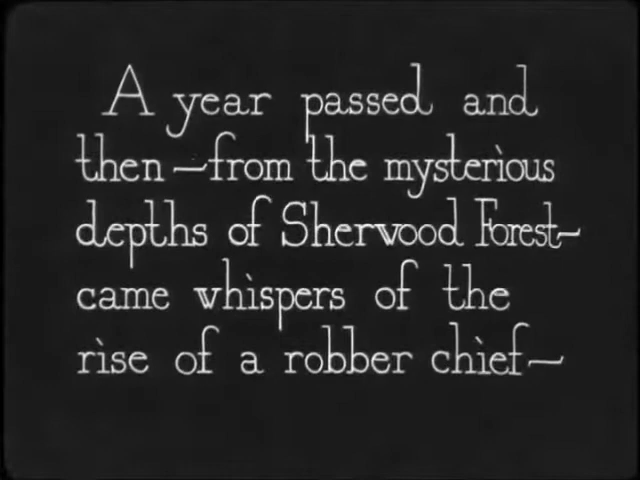 A year passed and
then—from the mysterious
depths of Sherwood Forest—
came whispers of the
rise of a robber chief—